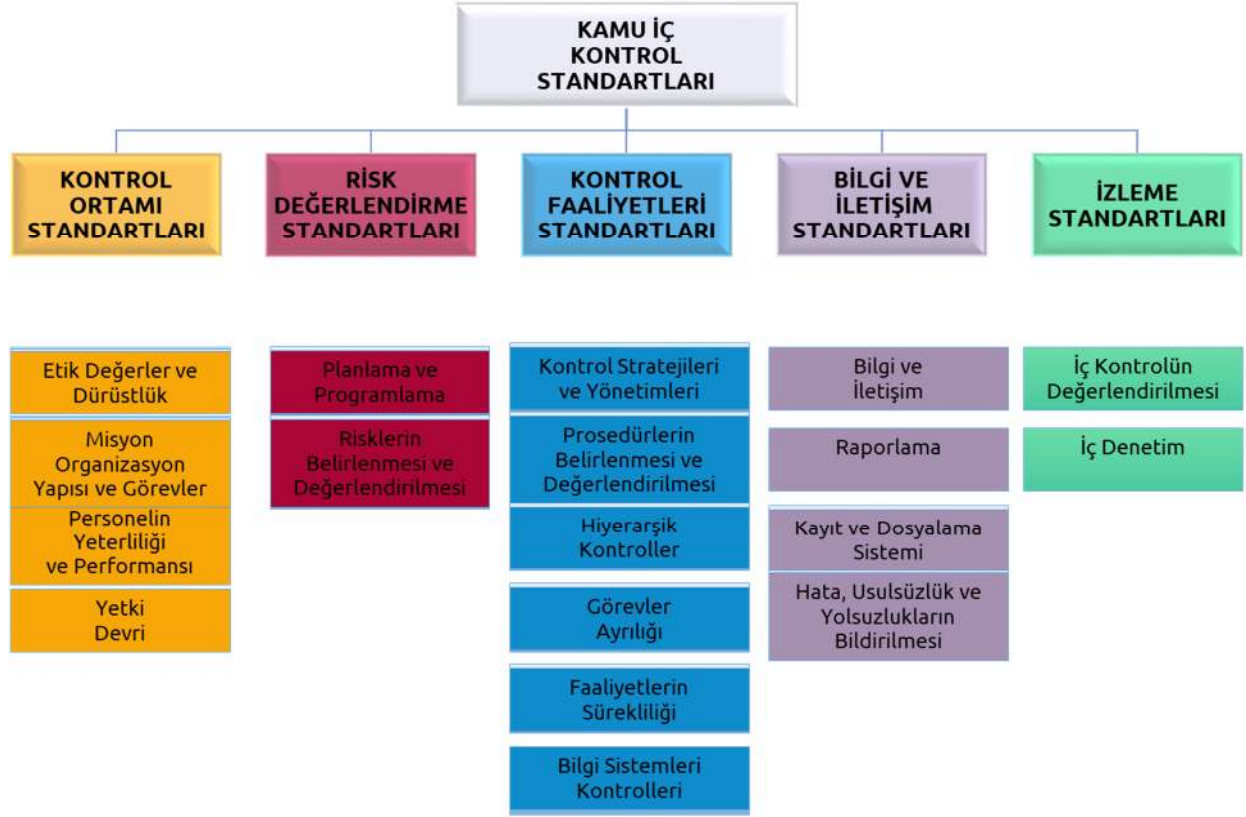 KAMU İÇ
KONTROL
STANDARTLARI
KONTROL
ORTAMI
STANDARTLARI
RİSK
DEĞERLENDİRME
STANDARTLARI
KONTROL
FAALİYETLERİ
STANDARTLARI
BİLGİ VE
İLETİŞİM
STANDARTLARI
İZLEME
STANDARTLARI
Etik Değerler ve
Dürüstlük
Misyon
Organizasyon
Yapısı ve Görevler
Personelin
Yeterliliği
ve Performansı
Yetki
Devri
Planlama ve
Programlama
Risklerin
Belirlenmesi ve
Değerlendirilmesi
Kontrol Stratejileri
ve Yönetimleri
Prosedürlerin
Belirlenmesi ve
Değerlendirilmesi
Hiyerarşik
Kontroller
Görevler
Ayrılığı
Faaliyetlerin
Sürekliliği
Bilgi Sistemleri
Kontrolleri
Bilgi ve
İletişim
Raporlama
Kayıt ve Dosyalama
Sistemi
Hata, Usulsüzlük ve
Yolsuzlukların
Bildirilmesi
İç Kontrolün
Değerlendirilmesi
İç Denetim